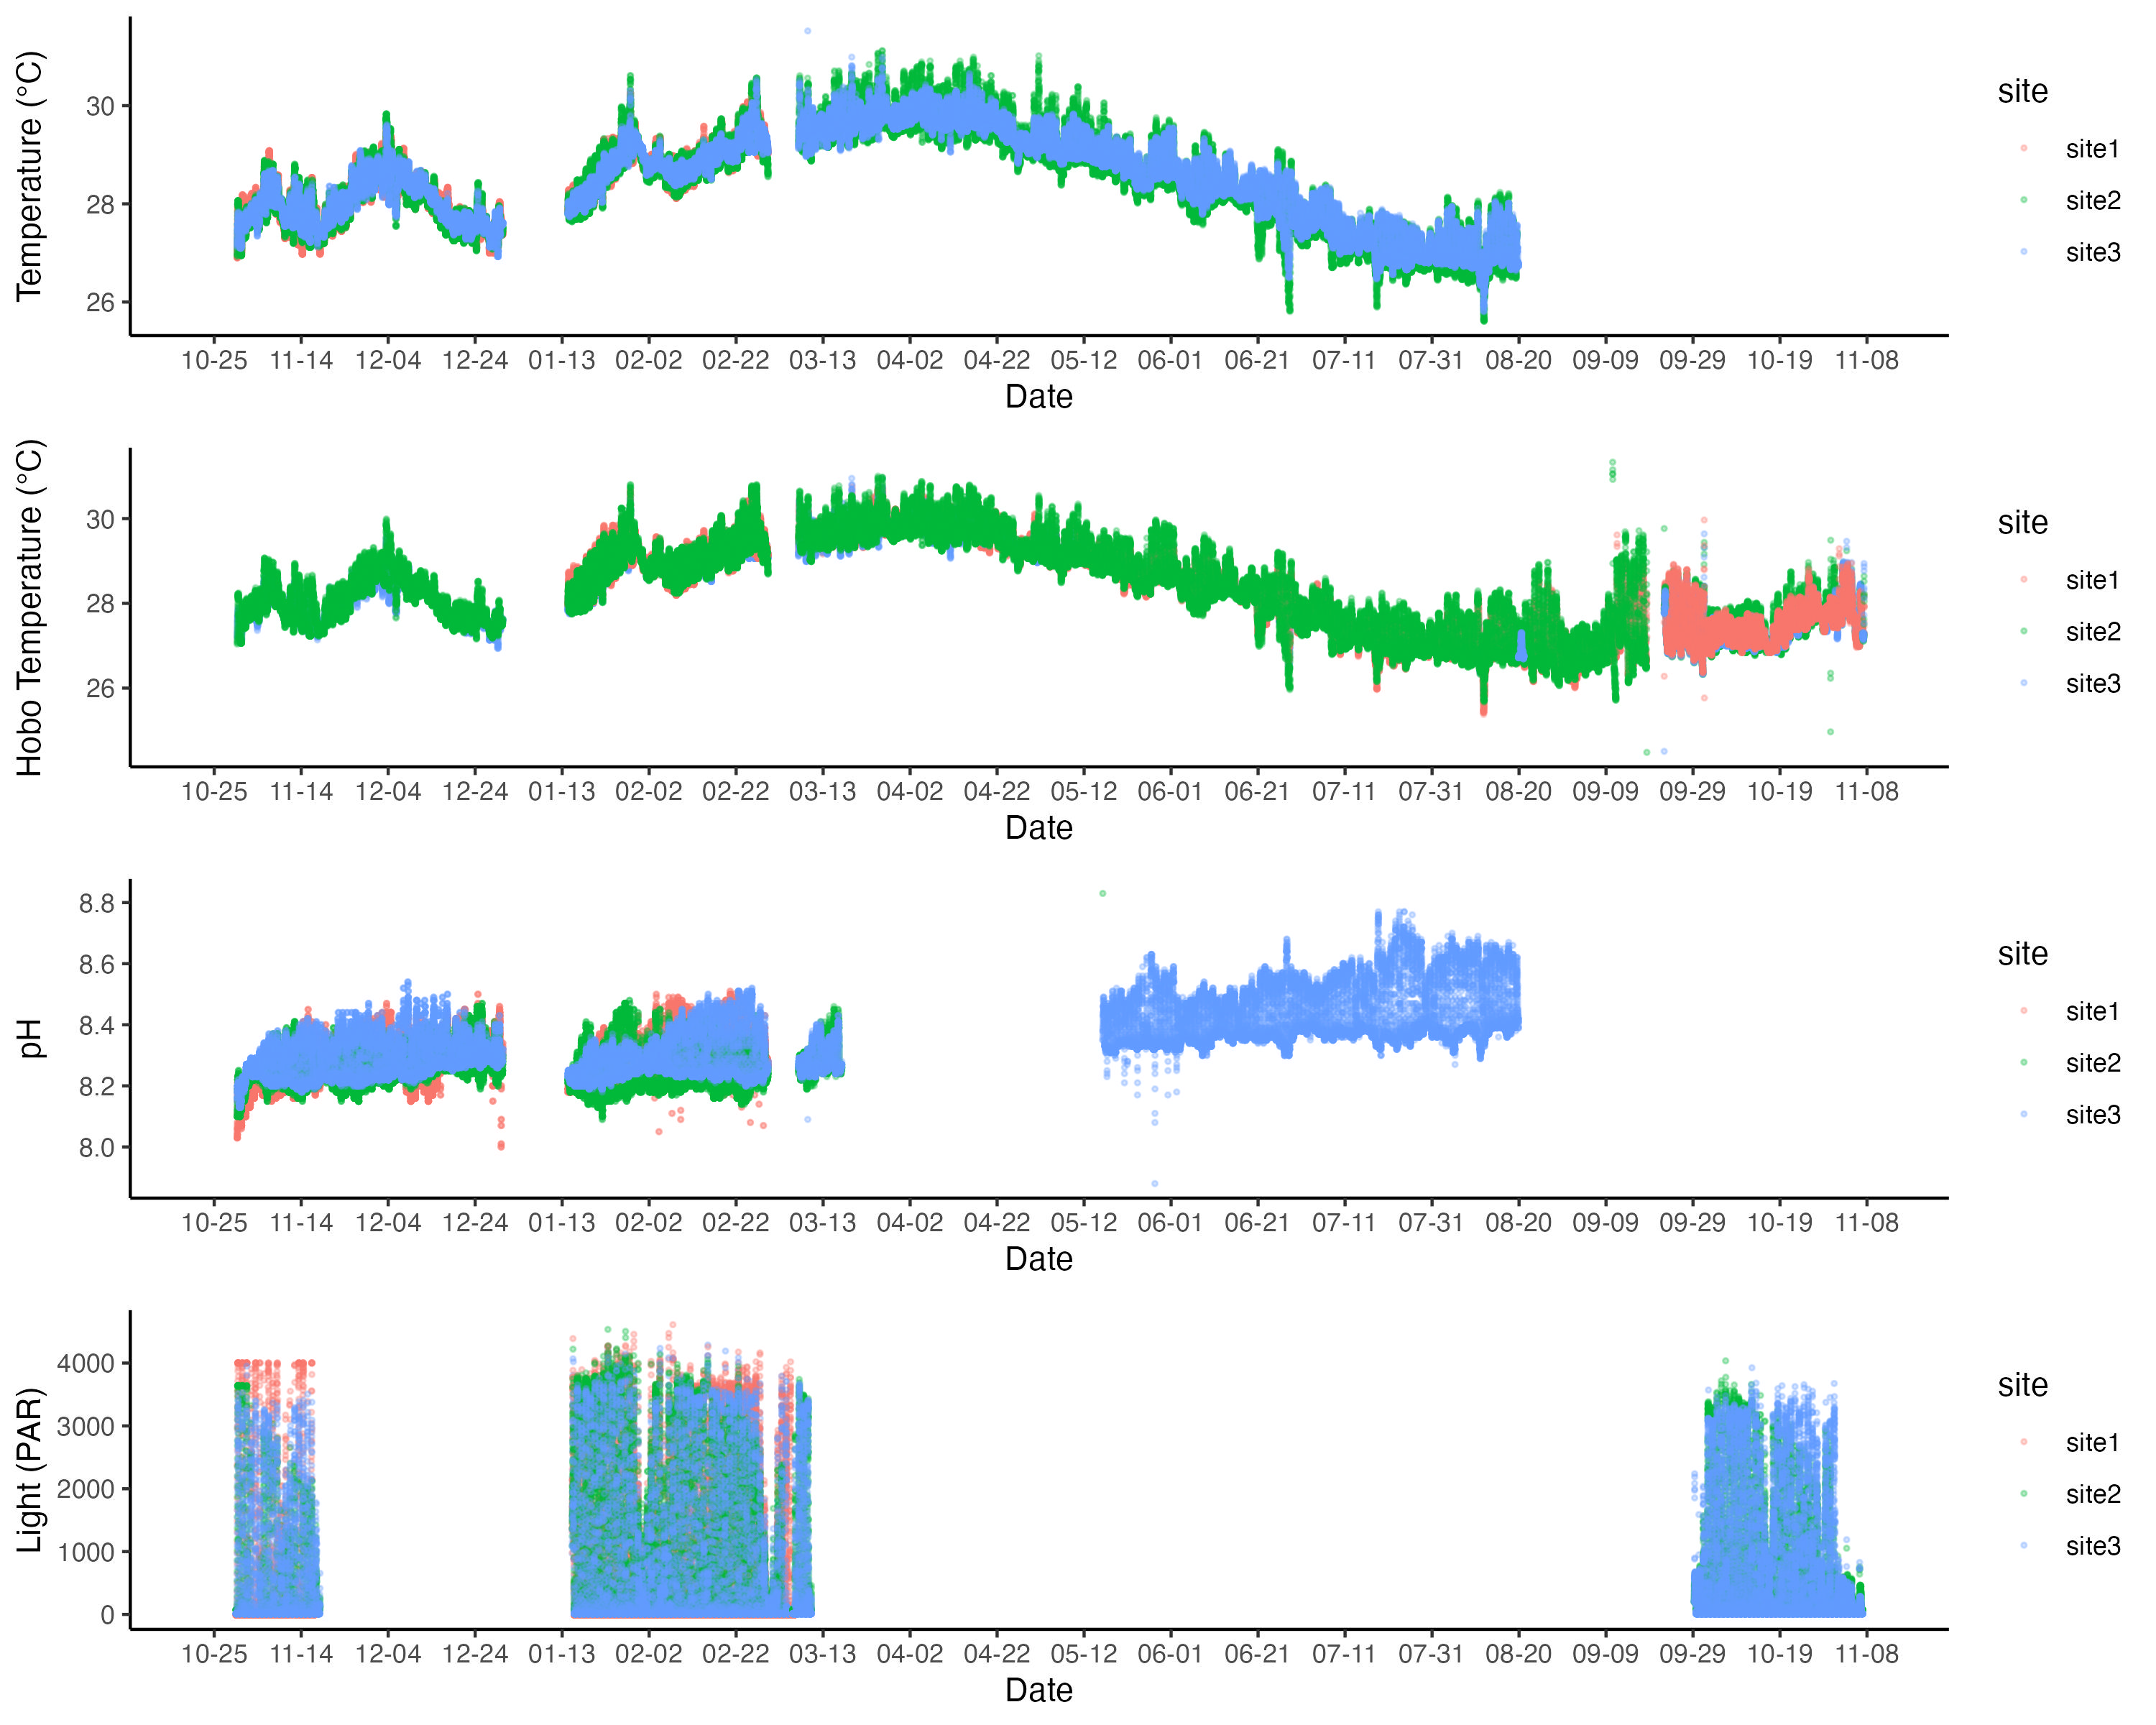 Temperature (°C)
30
28
26
10-25 11-14 12-04 12-24 01-13 02-02 02-22 03-13 04-02 04-22 05-12 06-01 06-21 07-11 07-31 08-20 09-09 09-29 10-19 11-08
Date
site
site1
site2
site3
Hobo Temperature (°C)
30
28
26
10-25 11-14 12-04 12-24 01-13 02-02 02-22 03-13 04-02 04-22 05-12 06-01 06-21 07-11 07-31 08-20 09-09 09-29 10-19 11-08
Date
site
site1
site2
site3
pH
8.8
8.6
8.4
8.2
8.0
10-25 11-14 12-04 12-24 01-13 02-02 02-22 03-13 04-02 04-22 05-12 06-01 06-21 07-11 07-31 08-20 09-09 09-29 10-19 11-08
Date
site
site1
site2
site3
Light (PAR)
4000
3000
2000
1000
0
10-25 11-14 12-04 12-24 01-13 02-02 02-22 03-13 04-02 04-22 05-12 06-01 06-21 07-11 07-31 08-20 09-09 09-29 10-19 11-08
Date
site
site1
site2
site3